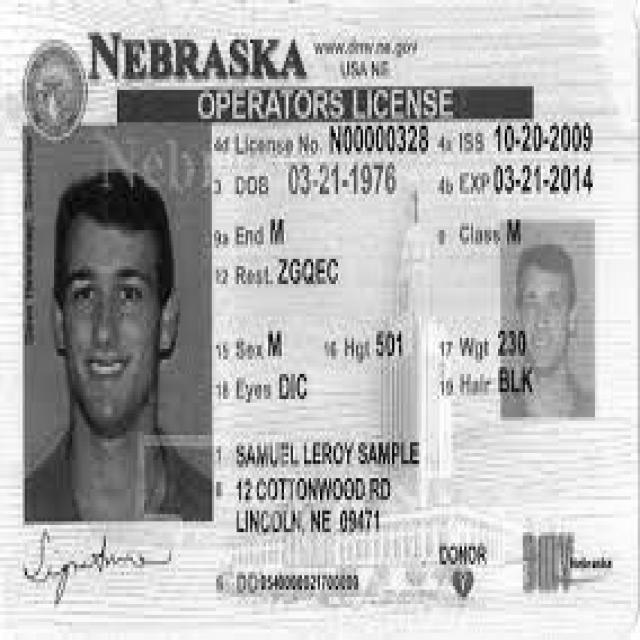 NEBRASKA www.dmv.ne.gov
USA NE
OPERATORS LICENSE
4d License No. N00000328 4a ISS 10-20-2009
3 DOB 03-21-1976 4b EXP 03-21-2014
9a End M 9 Class M
12 Rest. ZGQEC
15 Sex M 16 Hgt 501 17 Wgt 230
18 Eyes DIC 19 Hair BLK
1 SAMUEL LEROY SAMPLE
8 12 COTTONWOOD RD
LINCOLN, NE 09471
Signature
DONOR
5 DD
Nebraska